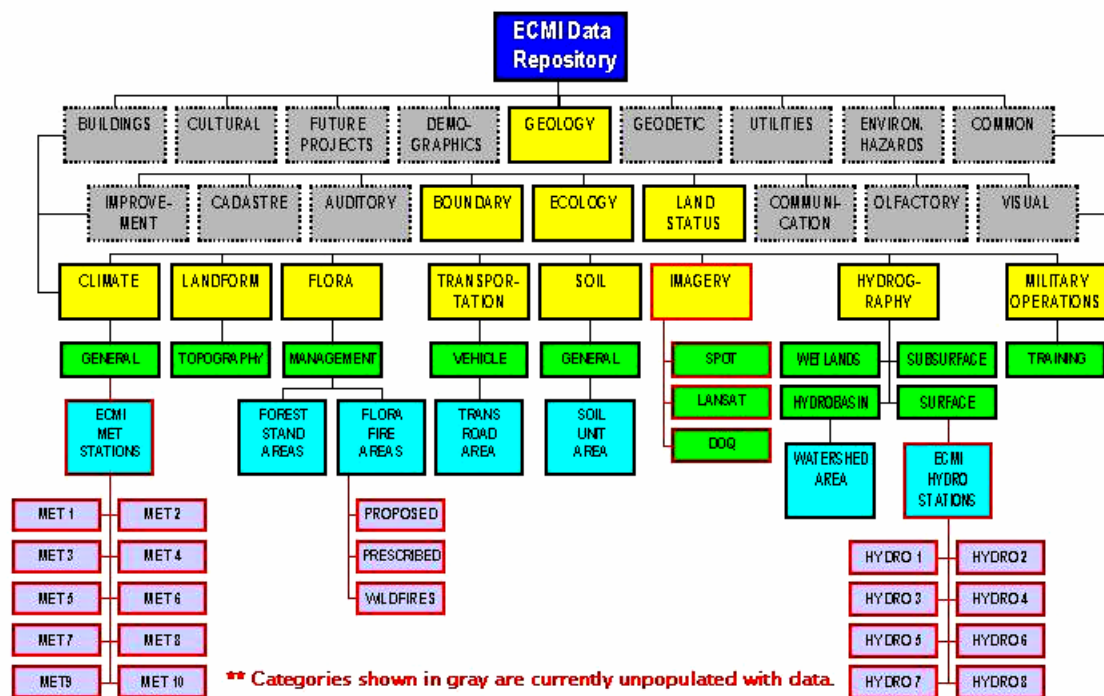 ECMI Data
Repository
BUILDINGS
CULTURAL
FUTURE
PROJECTS
DEMO-
GRAPHICS
GEOLOGY
GEODETIC
UTILITIES
ENVIRON.
HAZARDS
COMMON
IMPROVE-
MENT
CADASTRE
AUDITORY
BOUNDARY
ECOLOGY
LAND
STATUS
COMMUNI-
CATION
OLFACTORY
VISUAL
CLIMATE
LANDFORM
FLORA
TRANSPOR-
TATION
SOIL
IMAGERY
HYDROG-
RAPHY
MILITARY
OPERATIONS
GENERAL
TOPOGRAPHY
MANAGEMENT
VEHICLE
GENERAL
SPOT
WETLANDS
SUBSURFACE
TRAINING
LANSAT
HYDROBASIN
SURFACE
DOQ
ECMI
MET
STATIONS
FOREST
STAND
AREAS
FLORA
FIRE
AREAS
TRANS
ROAD
AREA
SOIL
UNIT
AREA
WATERSHED
AREA
ECMI
HYDRO
STATIONS
MET 1
MET 2
MET 3
MET 4
MET 5
MET 6
MET 7
MET 8
MET9
MET 10
PROPOSED
PRESCRIBED
WILDFIRES
HYDRO 1
HYDRO 2
HYDRO 3
HYDRO 4
HYDRO 5
HYDRO 6
HYDRO 7
HYDRO 8
** Categories shown in gray are currently unpopulated with data.